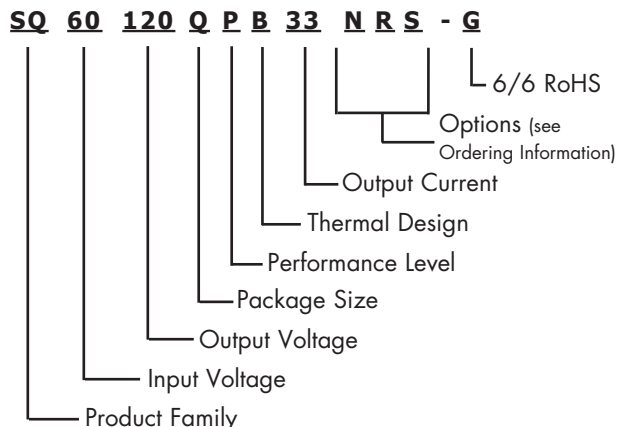 SQ 60 120 Q P B 33 N R S - G
6/6 RoHS
Options (see
Ordering Information)
Output Current
Thermal Design
Performance Level
Package Size
Output Voltage
Input Voltage
Product Family